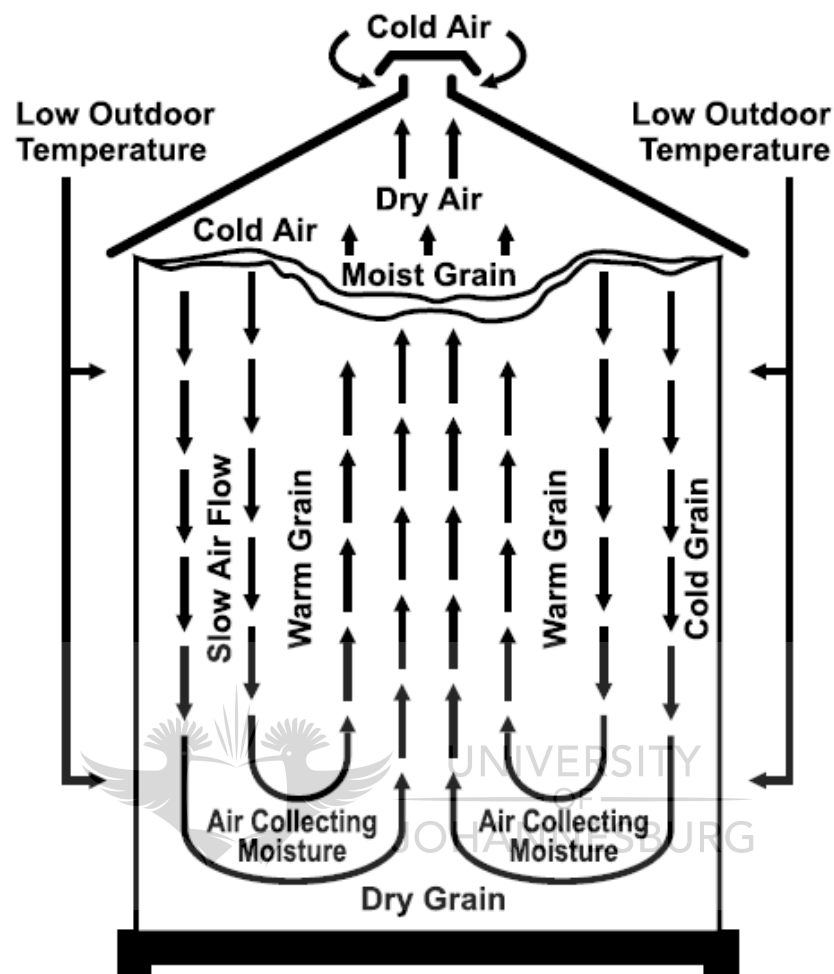 Cold Air
Low Outdoor
Temperature
Low Outdoor
Temperature
Dry Air
Cold Air
Moist Grain
Slow Air Flow
Warm Grain
Warm Grain
Cold Grain
UNIVERSITY
OF
JOHANNESBURG
Air Collecting
Moisture
Air Collecting
Moisture
Dry Grain